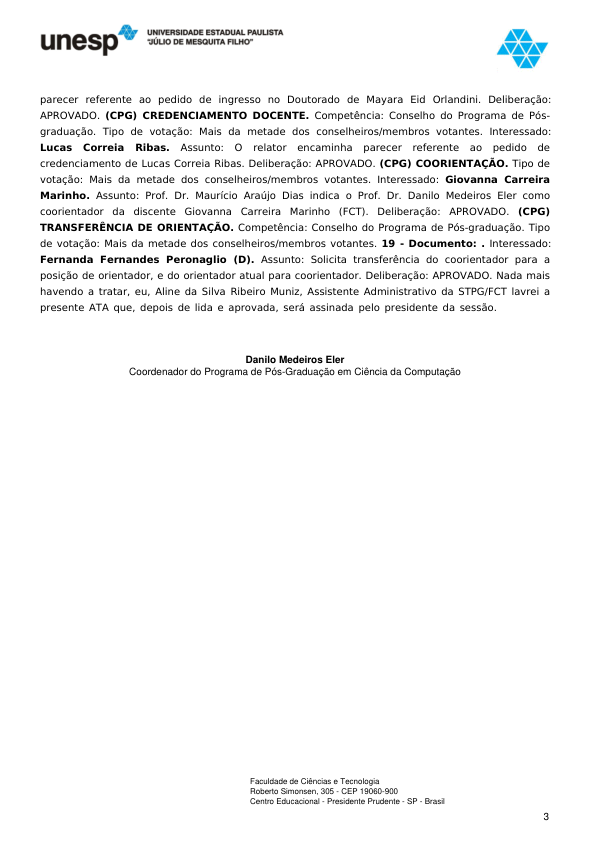 unesp
UNIVERSIDADE ESTADUAL PAULISTA
"JÚLIO DE MESQUITA FILHO"
parecer referente ao pedido de ingresso no Doutorado de Mayara Eid Orlandini. Deliberação:
APROVADO. (CPG) CREDENCIAMENTO DOCENTE. Competência: Conselho do Programa de Pós-
graduação. Tipo de votação: Mais da metade dos conselheiros/membros votantes. Interessado:
Lucas Correia Ribas. Assunto: O relator encaminha parecer referente ao pedido de
credenciamento de Lucas Correia Ribas. Deliberação: APROVADO. (CPG) COORIENTAÇÃO. Tipo de
votação: Mais da metade dos conselheiros/membros votantes. Interessado: Giovanna Carreira
Marinho. Assunto: Prof. Dr. Maurício Araújo Dias indica o Prof. Dr. Danilo Medeiros Eler como
coorientador da discente Giovanna Carreira Marinho (FCT). Deliberação: APROVADO. (CPG)
TRANSFERÊNCIA DE ORIENTAÇÃO. Competência: Conselho do Programa de Pós-graduação. Tipo
de votação: Mais da metade dos conselheiros/membros votantes. 19 - Documento: . Interessado:
Fernanda Fernandes Peronaglio (D). Assunto: Solicita transferência do coorientador para a
posição de orientador, e do orientador atual para coorientador. Deliberação: APROVADO. Nada mais
havendo a tratar, eu, Aline da Silva Ribeiro Muniz, Assistente Administrativo da STPG/FCT lavrei a
presente ATA que, depois de lida e aprovada, será assinada pelo presidente da sessão.
Danilo Medeiros Eler
Coordenador do Programa de Pós-Graduação em Ciência da Computação
Faculdade de Ciências e Tecnologia
Roberto Simonsen, 305 - CEP 19060-900
Centro Educacional - Presidente Prudente - SP - Brasil
3